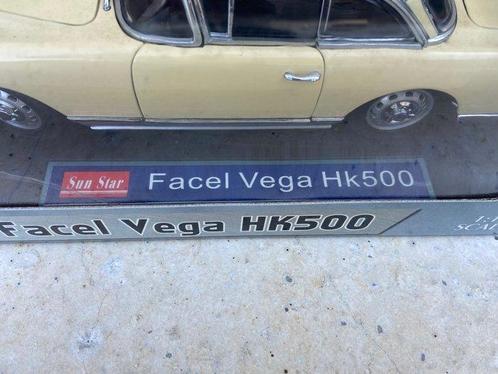 Sun Star Facel Vega Hk500
Facel Vega HK500